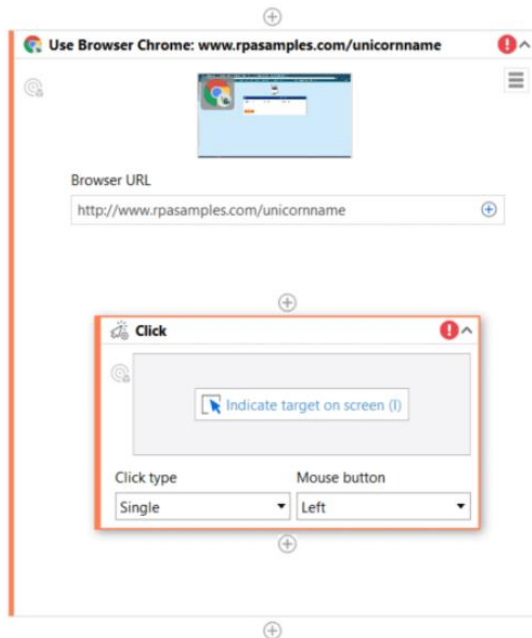 Use Browser Chrome: www.rpasamples.com/unicornname
Browser URL
http://www.rpasamples.com/unicornname
Click
Indicate target on screen (I)
Click type Mouse button
Single Left